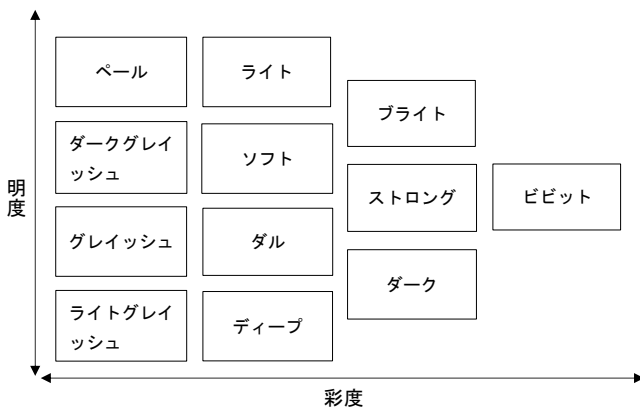 ペール
ライト
ブライト
ダークグレイ
ッシュ
ソフト
ストロング
ビビット
明度
グレイッシュ
ダル
ダーク
ライトグレイ
ッシュ
ディープ
彩度